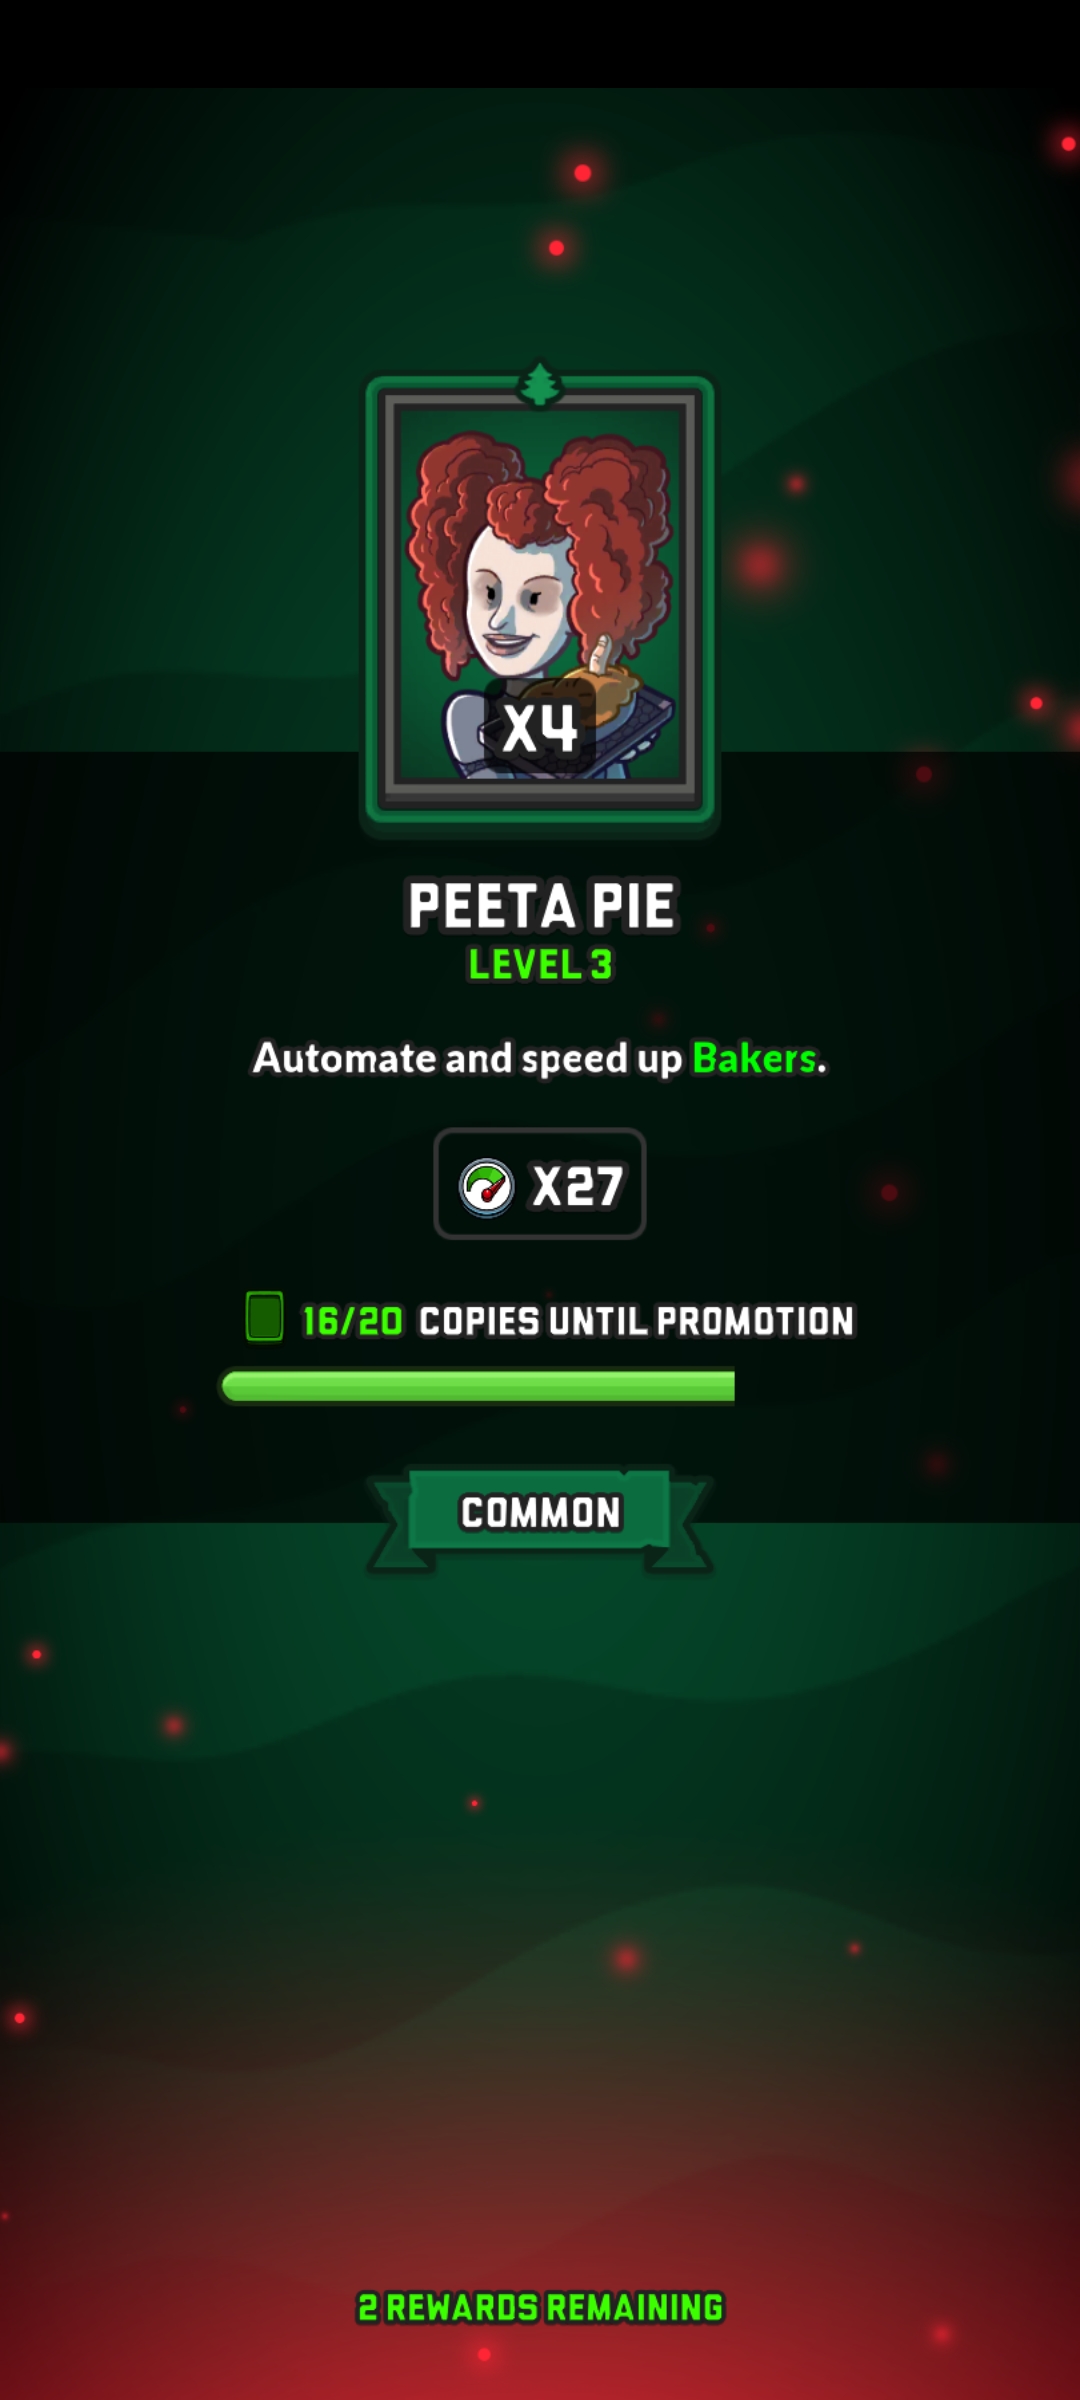 X4
PEETA PIE
LEVEL 3
Automate and speed up Bakers.
X27
16/20 COPIES UNTIL PROMOTION
COMMON
2 REWARDS REMAINING